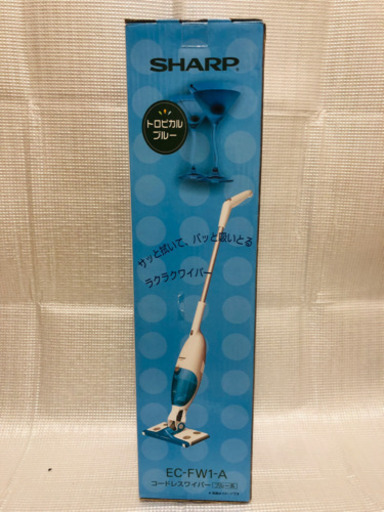 SHARP
トロピカル
ブルー
サッと拭いて、パッと吸いとる
ラクラクワイパー
EC-FW1-A
コードレスワイパー(ブルー系)